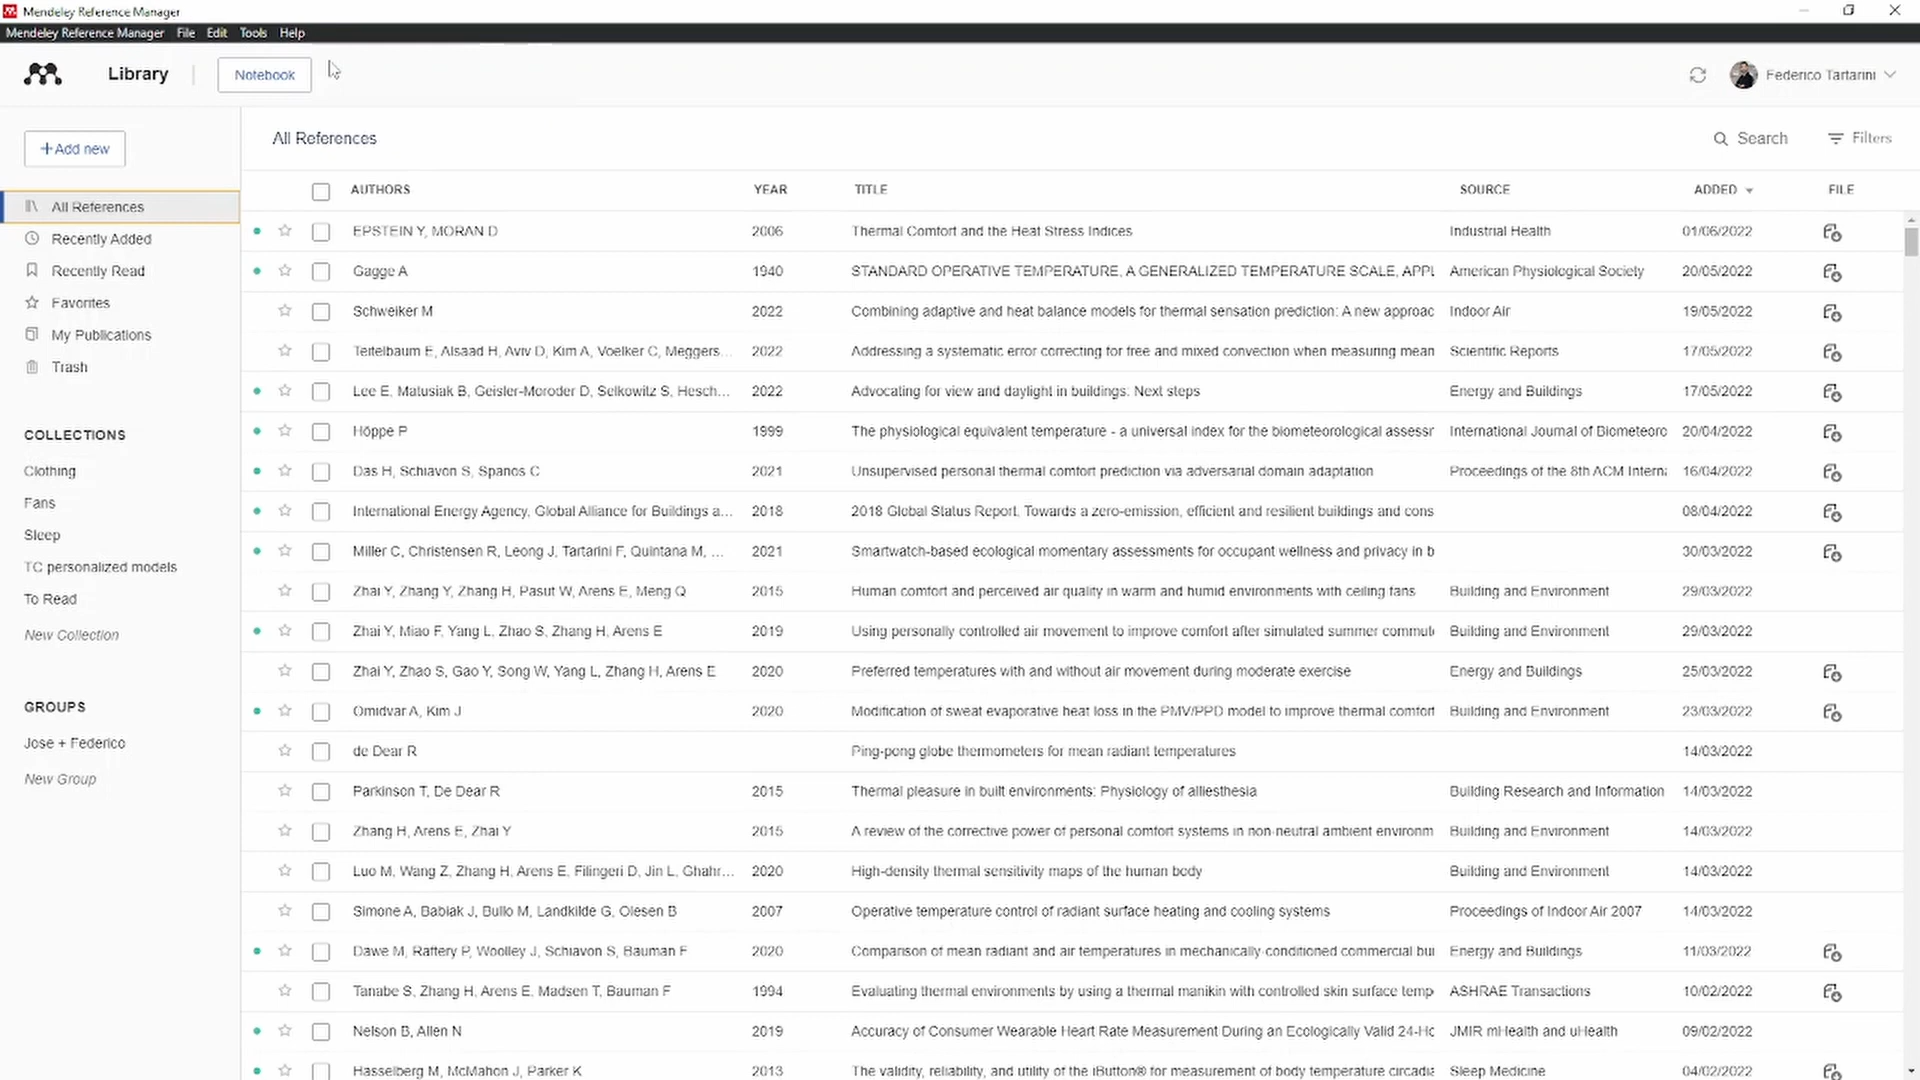 Mendeley Reference Manager
Mendeley Reference Manager File Edit Tools Help
Library Notebook Federico Tartarini
+Add new
All References
Recently Added
Recently Read
Favorites
My Publications
Trash
COLLECTIONS
Clothing
Fans
Sleep
TC personalized models
To Read
New Collection
GROUPS
Jose + Federico
New Group
All References Search Filters
AUTHORS YEAR TITLE SOURCE ADDED FILE
EPSTEIN Y, MORAN D 2006 Thermal Comfort and the Heat Stress Indices Industrial Health 01/06/2022
Gagge A 1940 STANDARD OPERATIVE TEMPERATURE, A GENERALIZED TEMPERATURE SCALE, APPL American Physiological Society 20/05/2022
Schweiker M 2022 Combining adaptive and heat balance models for thermal sensation prediction: A new approac Indoor Air 19/05/2022
Teitelbaum E, Alsaad H, Aviv D, Kim A, Voelker C, Meggers... 2022 Addressing a systematic error correcting for free and mixed convection when measuring mean Scientific Reports 17/05/2022
Lee E, Matusiak B, Geisler-Moroder D, Selkowitz S, Hesch... 2022 Advocating for view and daylight in buildings: Next steps Energy and Buildings 17/05/2022
Höppe P 1999 The physiological equivalent temperature - a universal index for the biometeorological assessr International Journal of Biometeoro 20/04/2022
Das H, Schiavon S, Spanos C 2021 Unsupervised personal thermal comfort prediction via adversarial domain adaptation Proceedings of the 8th ACM Interna 16/04/2022
International Energy Agency, Global Alliance for Buildings a... 2018 2018 Global Status Report. Towards a zero-emission, efficient and resilient buildings and cons 08/04/2022
Miller C, Christensen R, Leong J, Tartarini F, Quintana M, ... 2021 Smartwatch-based ecological momentary assessments for occupant wellness and privacy in b 30/03/2022
Zhai Y, Zhang Y, Zhang H, Pasut W, Arens E, Meng Q 2015 Human comfort and perceived air quality in warm and humid environments with ceiling fans Building and Environment 29/03/2022
Zhai Y, Miao F, Yang L, Zhao S, Zhang H, Arens E 2019 Using personally controlled air movement to improve comfort after simulated summer commut Building and Environment 29/03/2022
Zhai Y, Zhao S, Gao Y, Song W, Yang L, Zhang H, Arens E 2020 Preferred temperatures with and without air movement during moderate exercise Energy and Buildings 25/03/2022
Omidvar A, Kim J 2020 Modification of sweat evaporative heat loss in the PMV/PPD model to improve thermal comfort Building and Environment 23/03/2022
de Dear R Ping-pong globe thermometers for mean radiant temperatures 14/03/2022
Parkinson T, De Dear R 2015 Thermal pleasure in built environments: Physiology of alliesthesia Building Research and Information 14/03/2022
Zhang H, Arens E, Zhai Y 2015 A review of the corrective power of personal comfort systems in non-neutral ambient environm Building and Environment 14/03/2022
Luo M, Wang Z, Zhang H, Arens E, Filingeri D, Jin L, Ghahr... 2020 High-density thermal sensitivity maps of the human body Building and Environment 14/03/2022
Simone A, Babiak J, Bullo M, Landkilde G, Olesen B 2007 Operative temperature control of radiant surface heating and cooling systems Proceedings of Indoor Air 2007 14/03/2022
Dawe M, Raftery P, Woolley J, Schiavon S, Bauman F 2020 Comparison of mean radiant and air temperatures in mechanically-conditioned commercial bui Energy and Buildings 11/03/2022
Tanabe S, Zhang H, Arens E, Madsen T, Bauman F 1994 Evaluating thermal environments by using a thermal manikin with controlled skin surface temp ASHRAE Transactions 10/02/2022
Nelson B, Allen N 2019 Accuracy of Consumer Wearable Heart Rate Measurement During an Ecologically Valid 24-Ho JMIR mHealth and uHealth 09/02/2022
Hasselberg M, McMahon J, Parker K 2013 The validity, reliability, and utility of the iButton® for measurement of body temperature circadia Sleep Medicine 04/02/2022